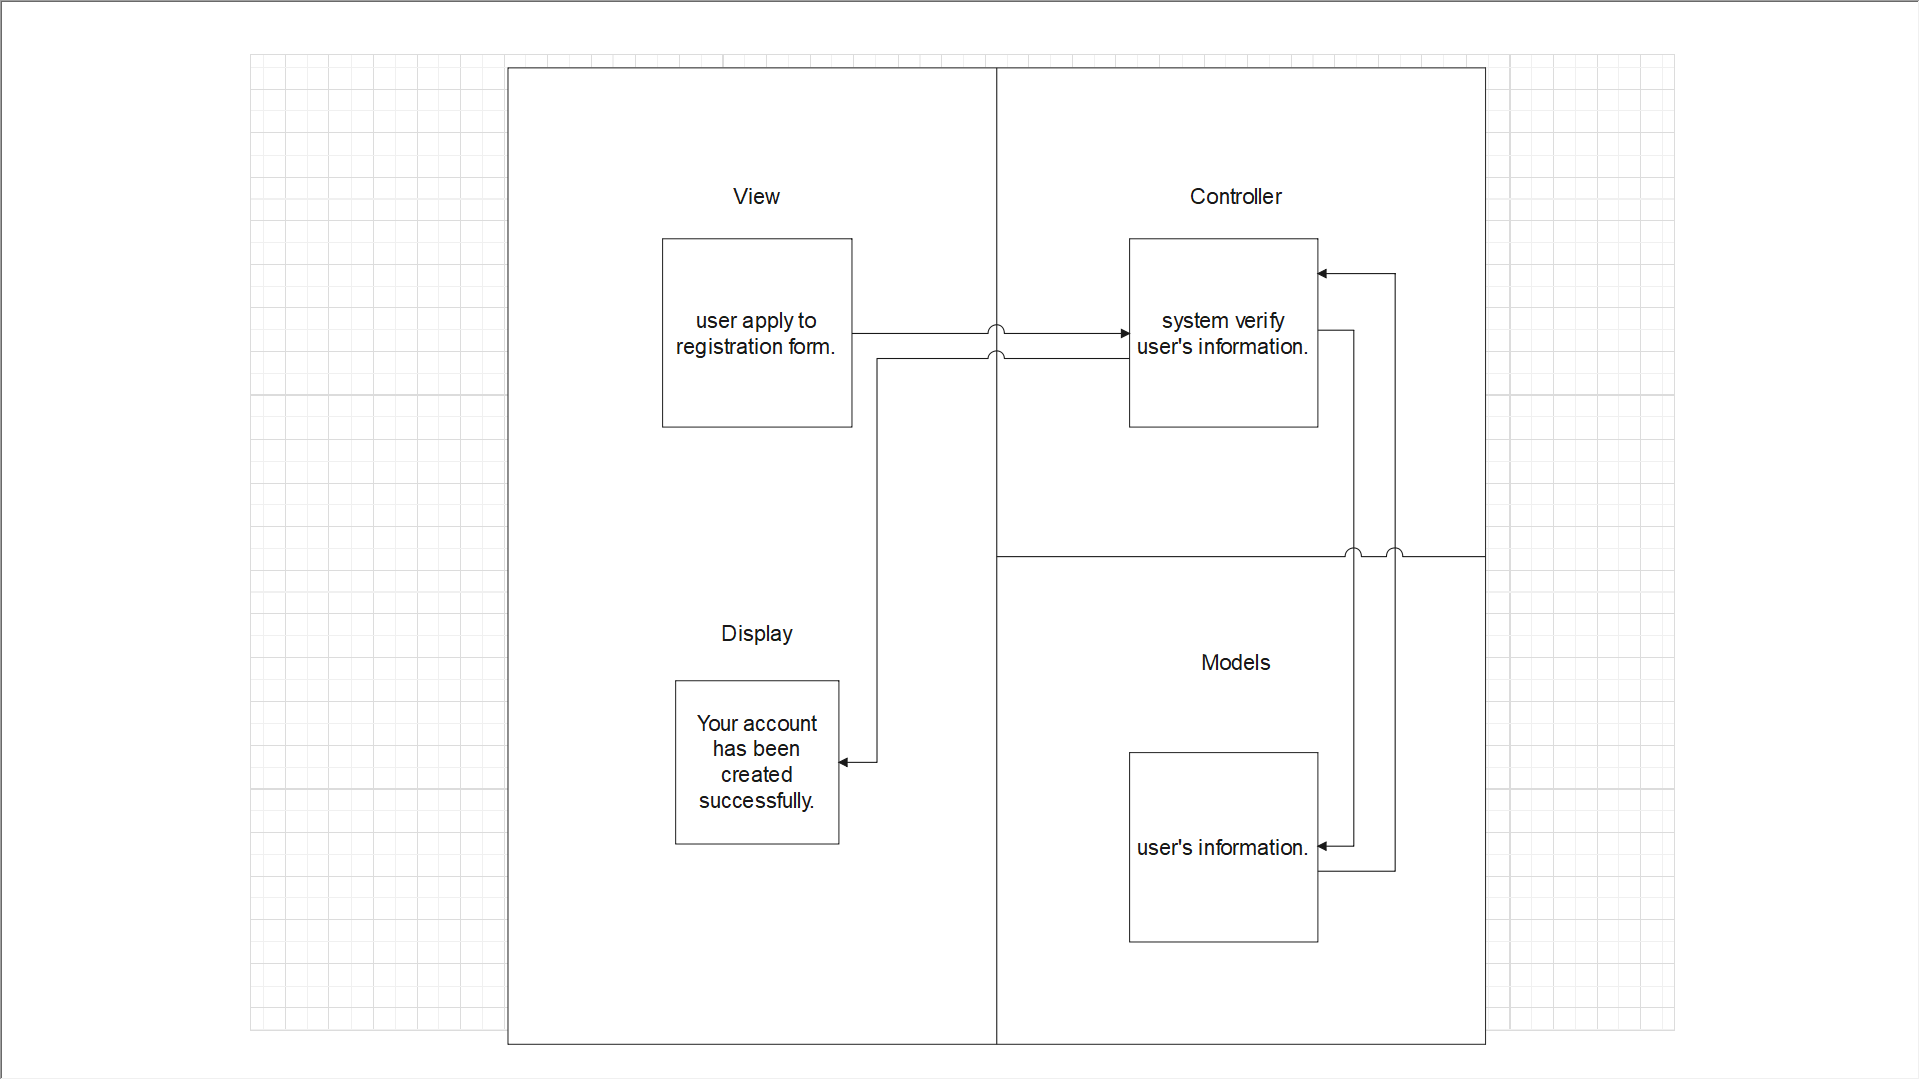 View
user apply to
registration form.
Controller
system verify
user's information.
Display
Your account
has been
created
successfully.
Models
user's information.